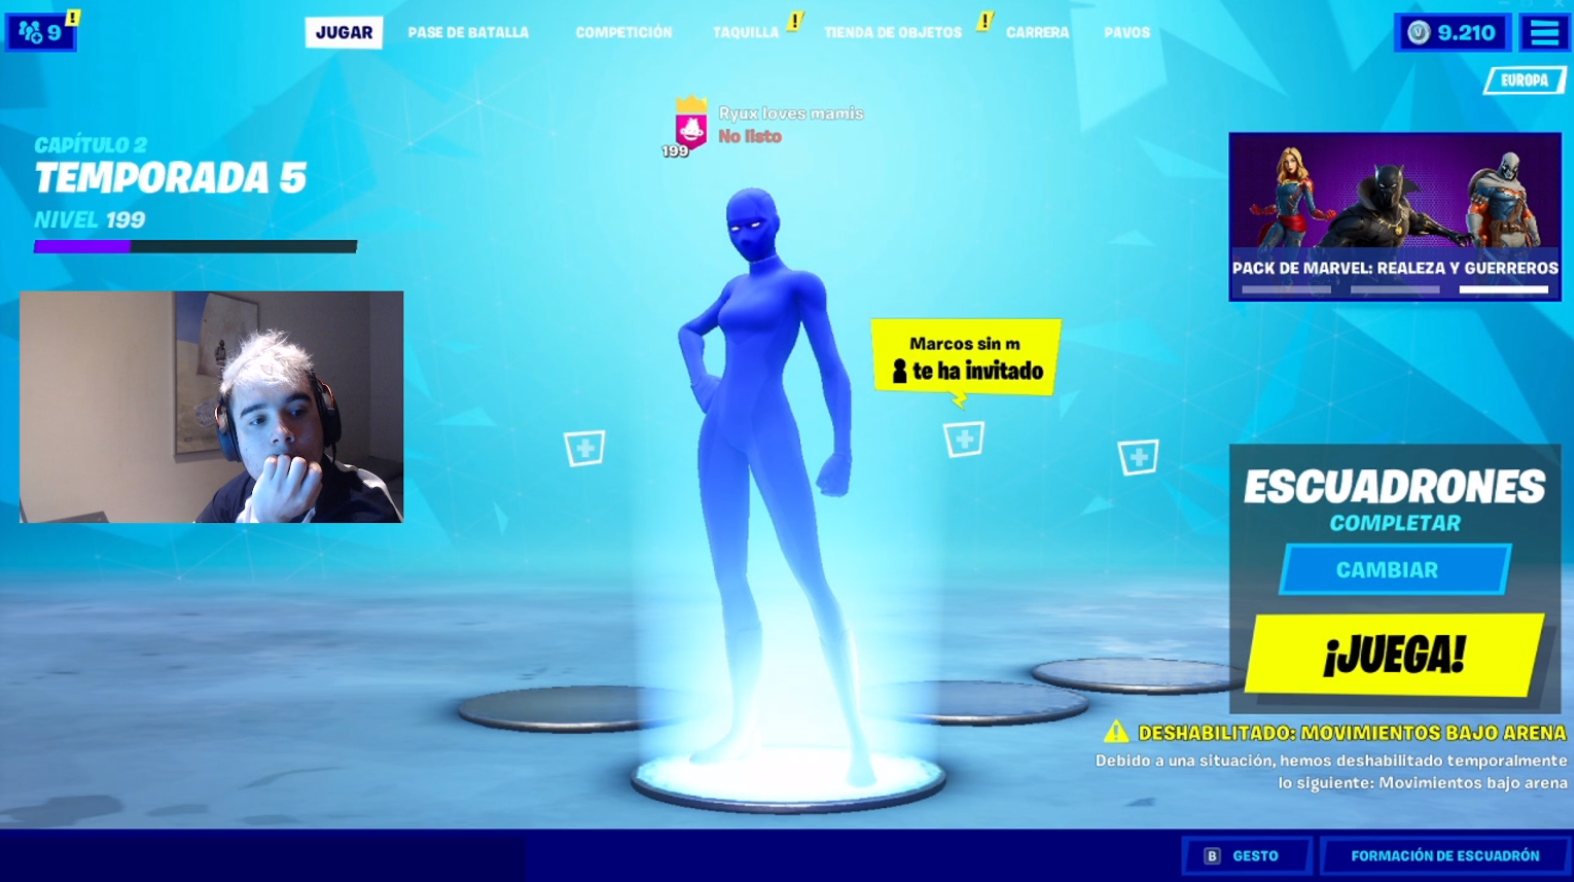 9
!
JUGAR
PASE DE BATALLA
COMPETICIÓN
TAQUILLA
!
TIENDA DE OBJETOS
!
CARRERA
PAVOS
V 9.210
EUROPA
Ryux loves mamis
No listo
199
CAPÍTULO 2
TEMPORADA 5
NIVEL 199
PACK DE MARVEL: REALEZA Y GUERREROS
Marcos sin m
te ha invitado
ESCUADRONES
COMPLETAR
CAMBIAR
¡JUEGA!
! DESHABILITADO: MOVIMIENTOS BAJO ARENA
Debido a una situación, hemos deshabilitado temporalmente
lo siguiente: Movimientos bajo arena
B GESTO
FORMACIÓN DE ESCUADRÓN